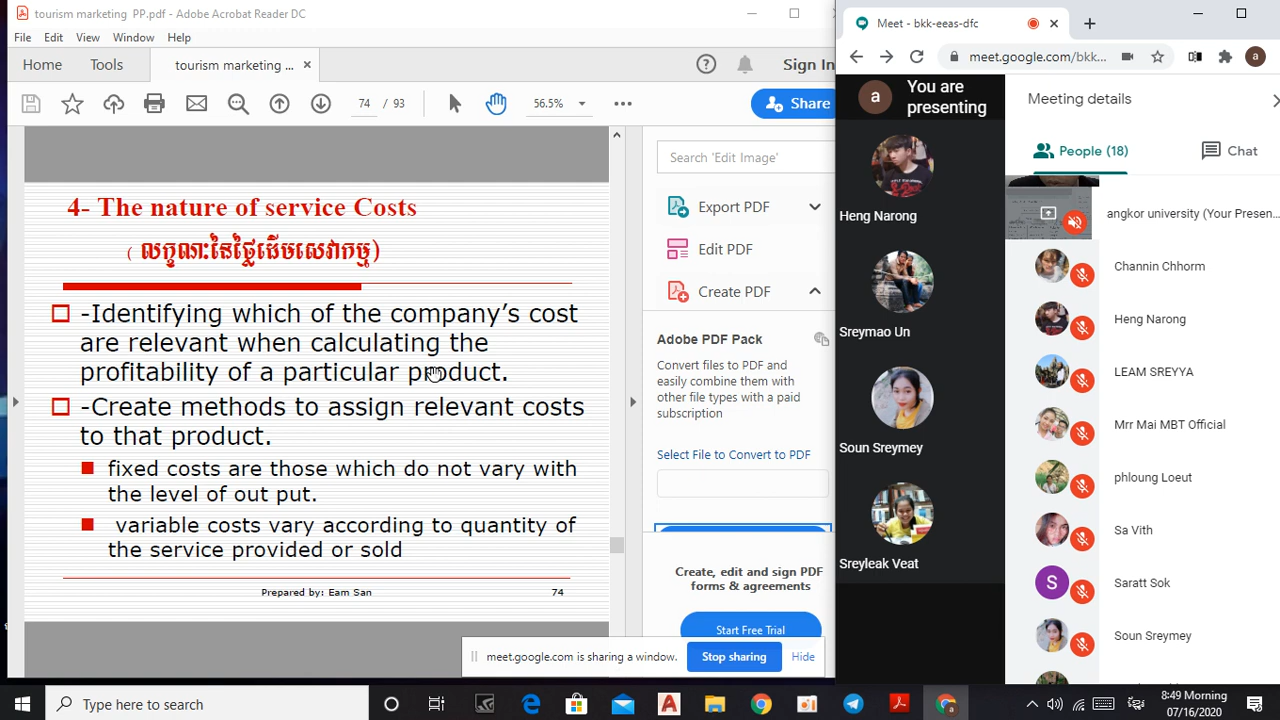 tourism marketing PP.pdf - Adobe Acrobat Reader DC
File Edit View Window Help
Home Tools tourism marketing ... × Sign In
74 / 93 56.5% Share
4- The nature of service Costs
( លក្ខណៈនៃថ្លៃដើមសេវាកម្ម)
-Identifying which of the company's cost
are relevant when calculating the
profitability of a particular product.
-Create methods to assign relevant costs
to that product.
fixed costs are those which do not vary with
the level of out put.
variable costs vary according to quantity of
the service provided or sold
Prepared by: Eam San 74
Search 'Edit Image'
Export PDF
Edit PDF
Create PDF
Adobe PDF Pack
Convert files to PDF and
easily combine them with
other file types with a paid
subscription
Select File to Convert to PDF
Create, edit and sign PDF
forms & agreements
Start Free Trial
meet.google.com is sharing a window. Stop sharing Hide
Meet - bkk-eeas-dfc
meet.google.com/bkk... a
a You are
presenting
Heng Narong
Sreymao Un
Soun Sreymey
Sreyleak Veat
Meeting details
People (18) Chat
angkor university (Your Presen...
Channin Chhorm
Heng Narong
LEAM SREYYA
Mrr Mai MBT Official
phloung Loeut
Sa Vith
S Saratt Sok
Soun Sreymey
Type here to search
8:49 Morning
07/16/2020